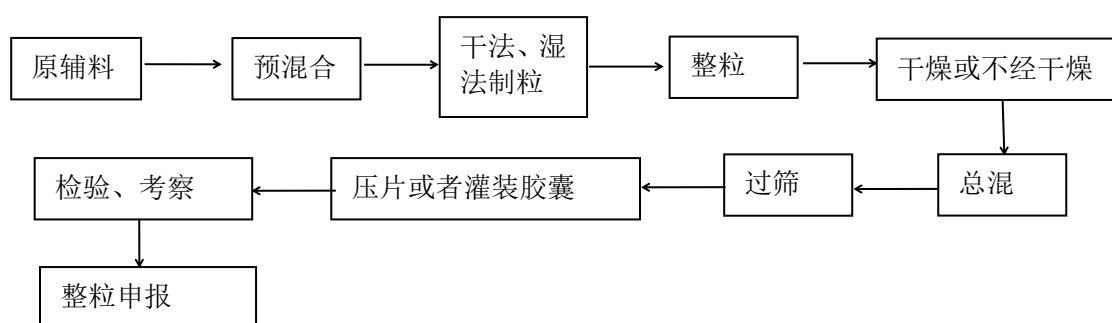 原辅料
预混合
干法、湿
法制粒
整粒
干燥或不经干燥
总混
过筛
压片或者灌装胶囊
检验、考察
整粒申报